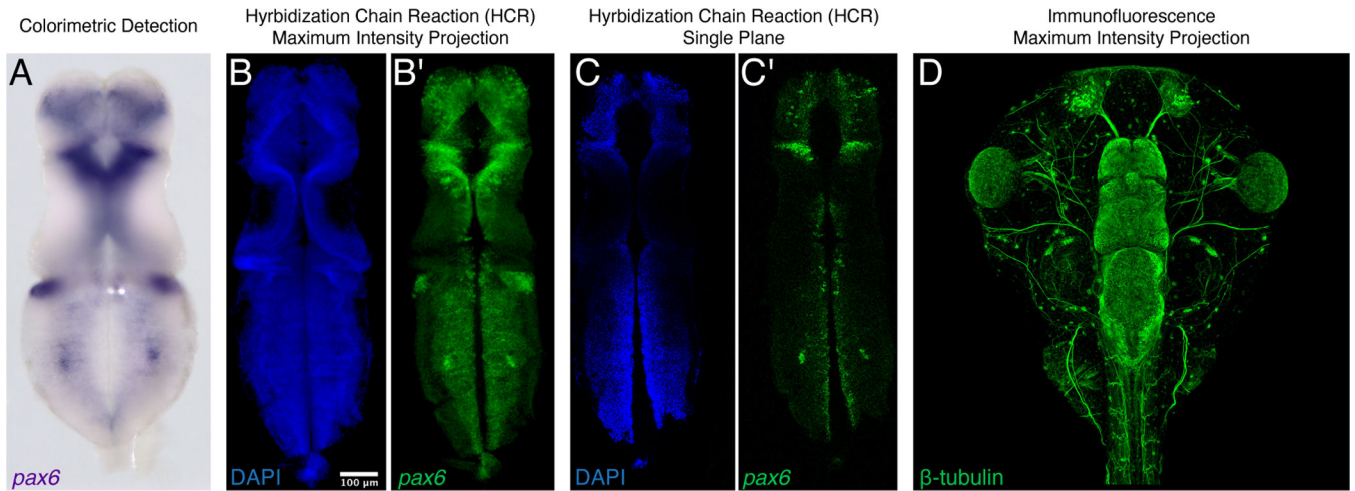 Colorimetric Detection
Hyrbidization Chain Reaction (HCR)
Maximum Intensity Projection
Hyrbidization Chain Reaction (HCR)
Single Plane
Immunofluorescence
Maximum Intensity Projection
A
B
B'
C
C'
D
pax6
DAPI
100 µm
pax6
DAPI
pax6
β-tubulin